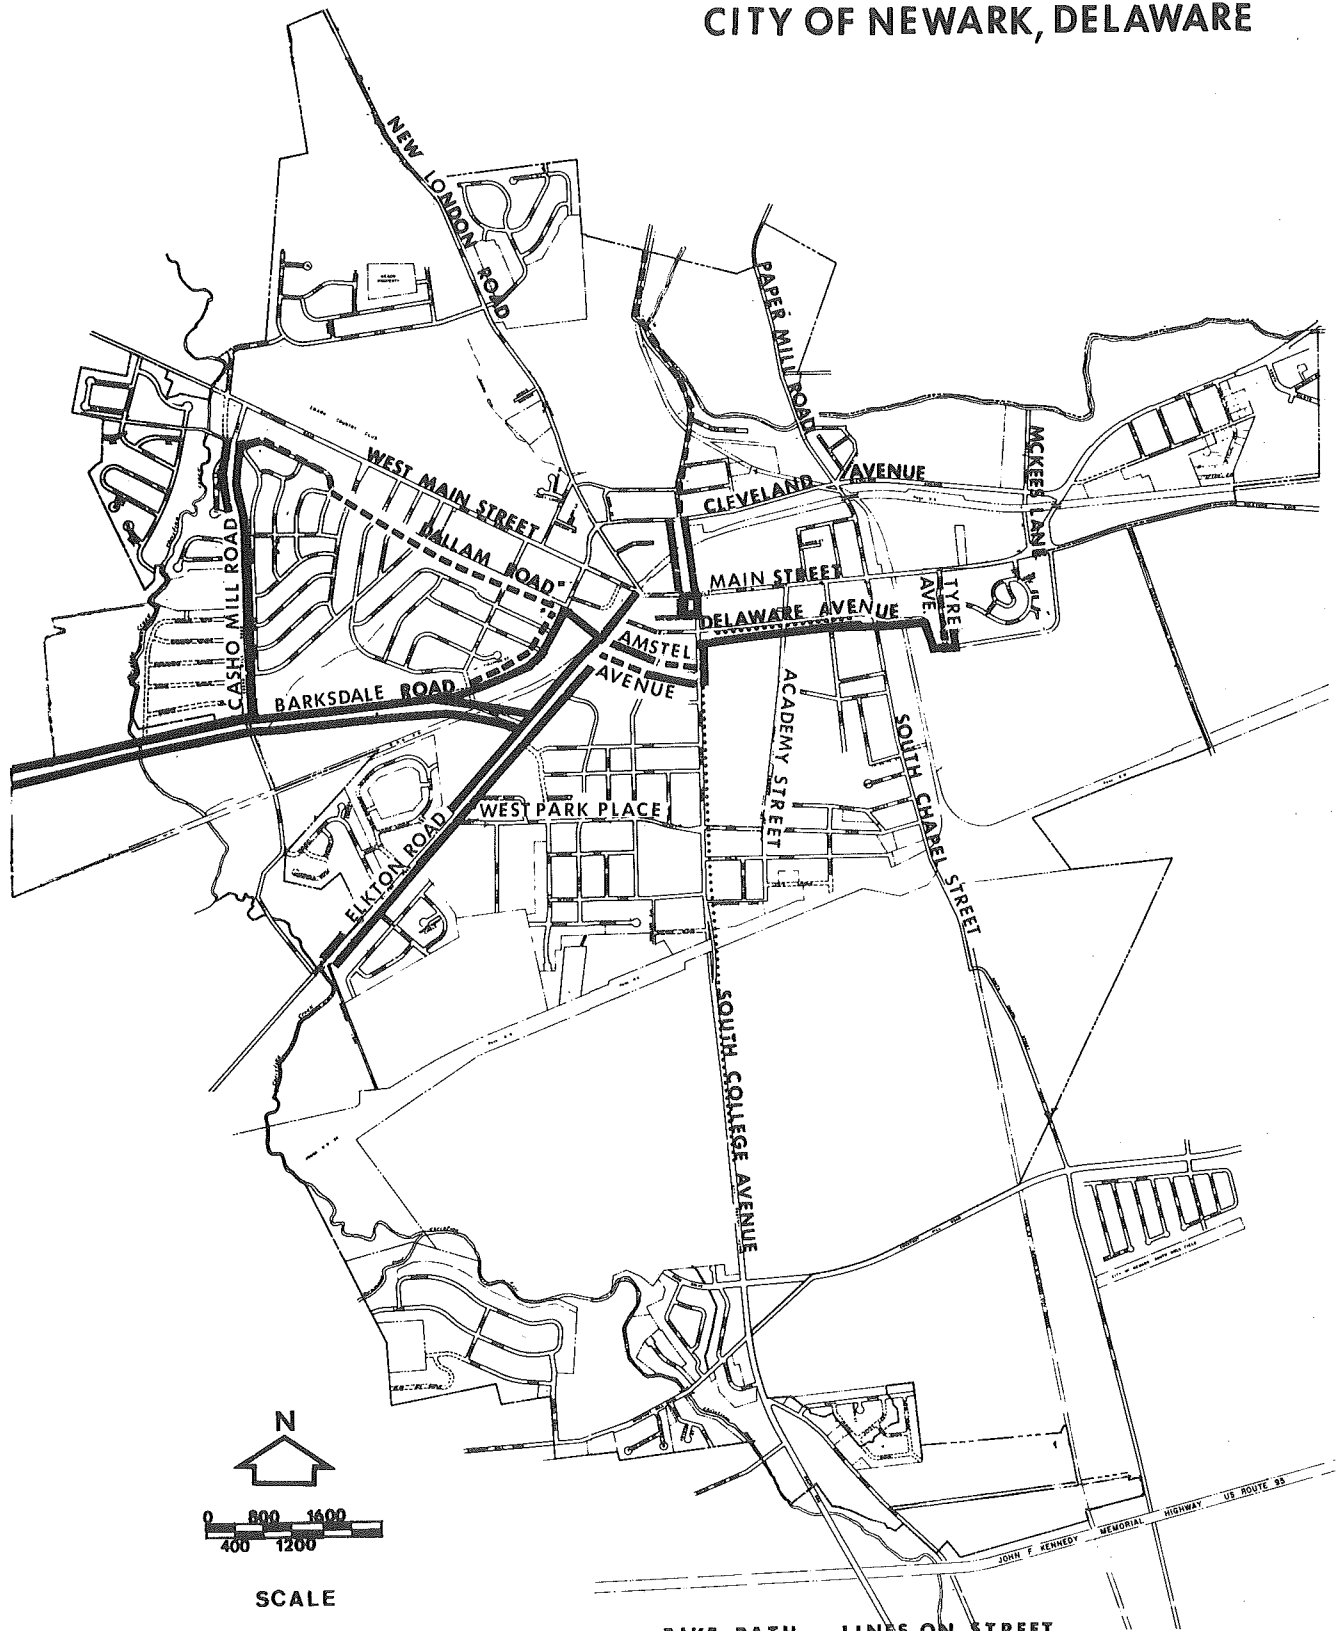 CITY OF NEWARK, DELAWARE
NEW LONDON ROAD
PAPER MILL ROAD
WEST MAIN STREET
CLEVELAND AVENUE
MCKEES LANE
DALLAM ROAD
CASHO MILL ROAD
MAIN STREET
DELAWARE AVENUE
TYRE AVE.
AMSTEL AVENUE
BARKSDALE ROAD
ACADEMY STREET
SOUTH CHAPEL STREET
WEST PARK PLACE
ELKTON ROAD
SOUTH COLLEGE AVENUE
N
0 800 1600
400 1200
SCALE
JOHN F KENNEDY MEMORIAL HIGHWAY US ROUTE 95
BIKE PATH LINES ON STREET